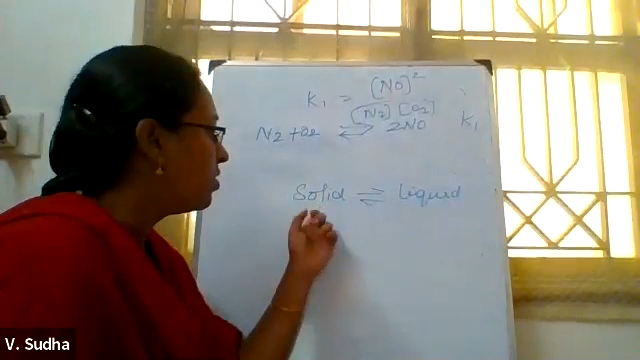 K₁ = [NO]²
[N₂] [O₂]
N₂ + O₂ ⇌ 2NO K₁
Solid ⇌ Liquid
V. Sudha